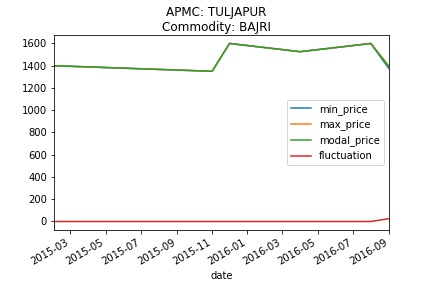 APMC: TULJAPUR
Commodity: BAJRI
1600
1400
1200
1000
800
600
400
200
0
min_price
max_price
modal_price
fluctuation
2015-03
2015-05
2015-07
2015-09
2015-11
2016-01
2016-03
2016-05
2016-07
2016-09
date